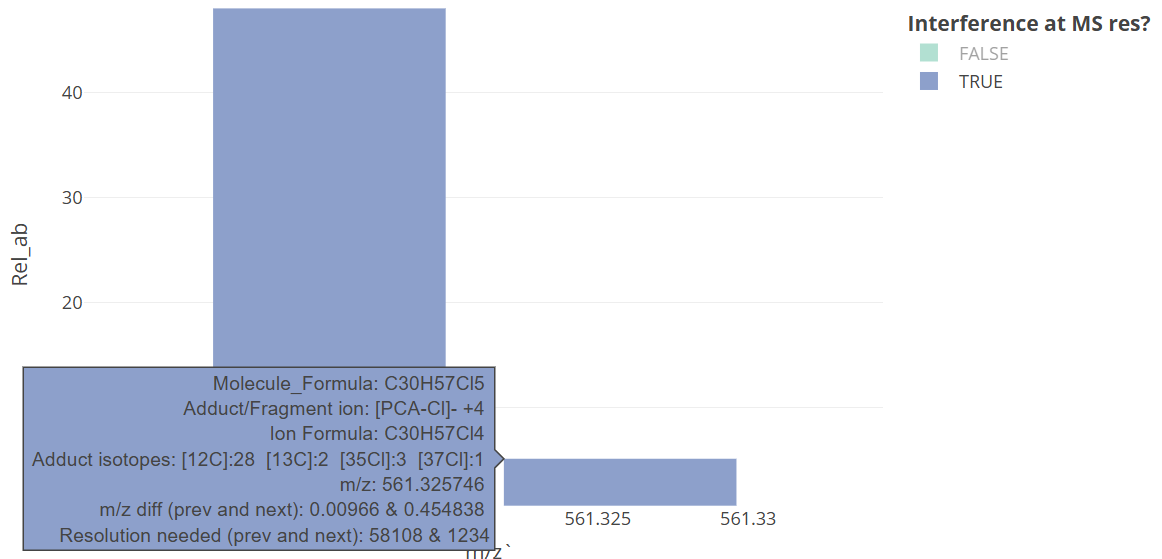 Interference at MS res?
FALSE
TRUE
40
30
20
Rel_ab
Molecule_Formula: C30H57Cl5
Adduct/Fragment ion: [PCA-Cl]- +4
Ion Formula: C30H57Cl4
Adduct isotopes: [12C]:28 [13C]:2 [35Cl]:3 [37Cl]:1
m/z: 561.325746
m/z diff (prev and next): 0.00966 & 0.454838
Resolution needed (prev and next): 58108 & 1234
561.325
561.33
m/z`